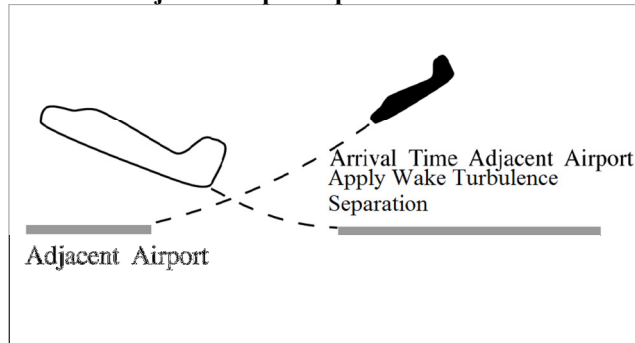 Arrival Time Adjacent Airport
Apply Wake Turbulence
Separation
Adjacent Airport